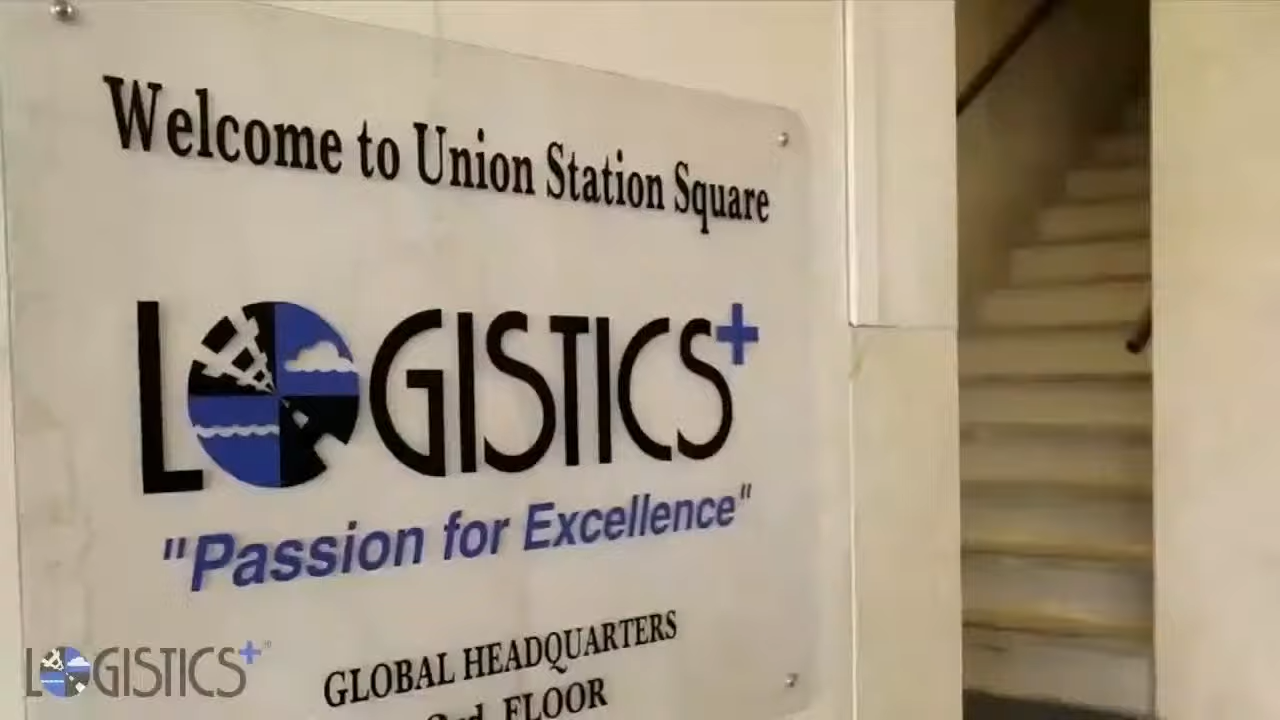 Welcome to Union Station Square
LOGISTICS+
"Passion for Excellence"
GLOBAL HEADQUARTERS
FLOOR
LOGISTICS+®